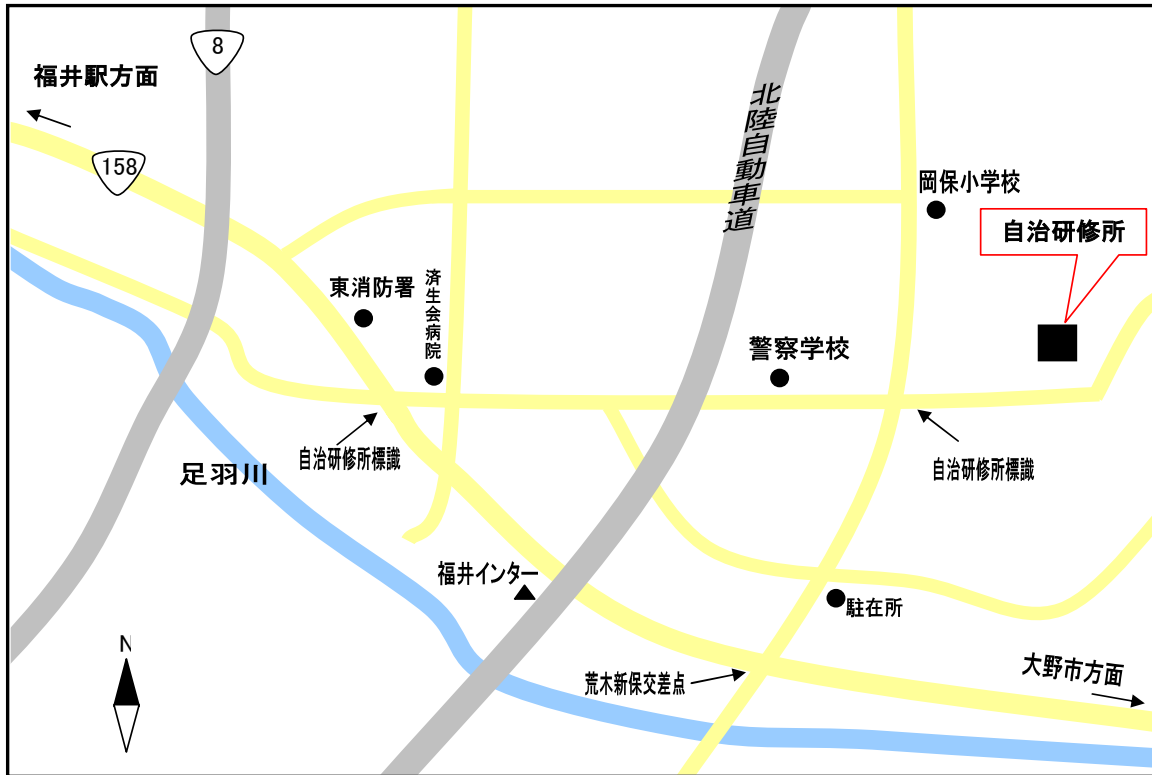 8
福井駅方面
158
北陸自動車道
岡保小学校
自治研修所
東消防署
済生会病院
警察学校
自治研修所標識
自治研修所標識
足羽川
福井インター
駐在所
N
荒木新保交差点
大野市方面